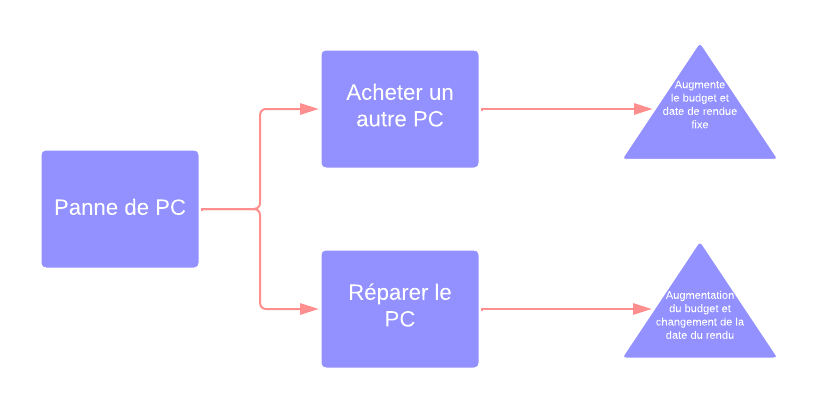 Panne de PC
Acheter un
autre PC
Augmente
le budget et
date de rendue
fixe
Réparer le
PC
Augmentation
du budget et
changement de la
date du rendu